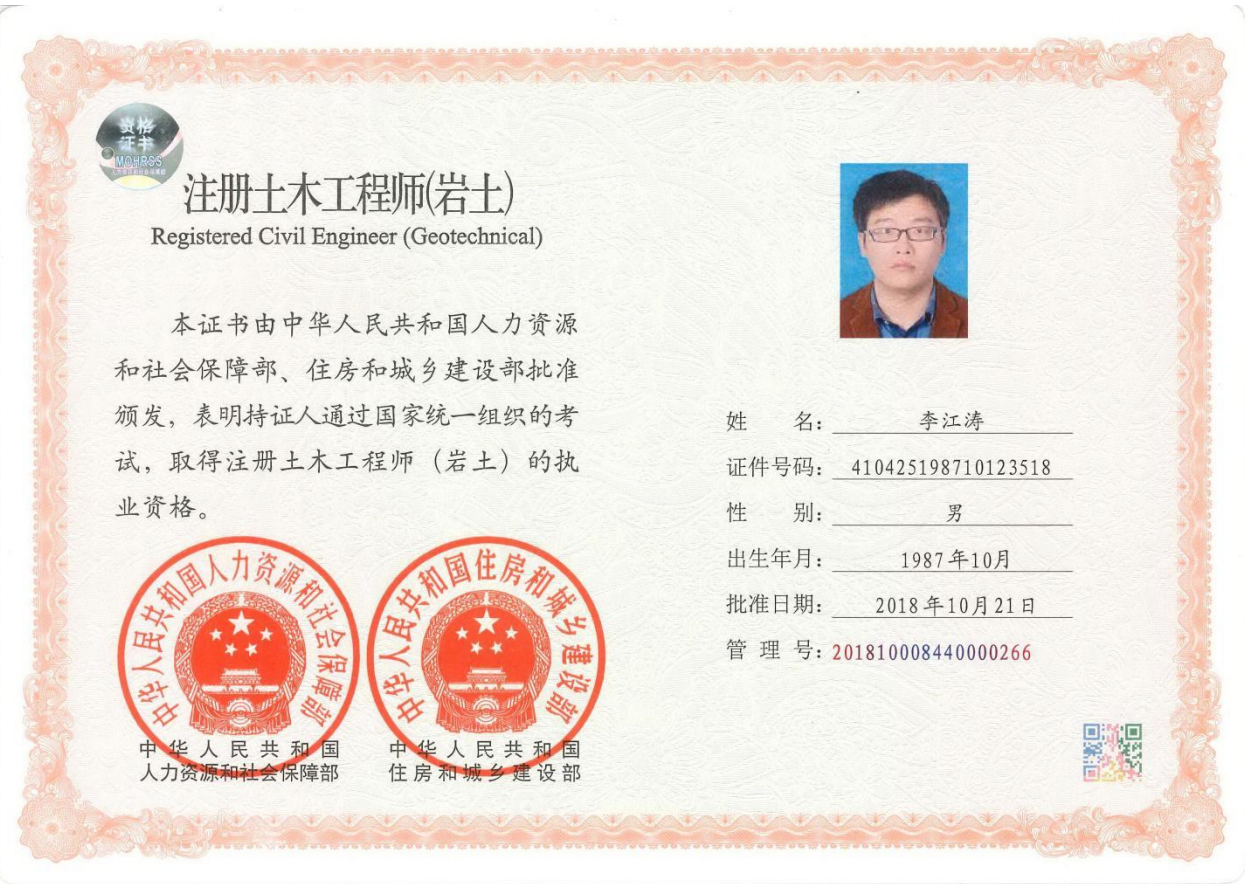 资格
证书
MOHRSS
注册土木工程师(岩土)
Registered Civil Engineer (Geotechnical)
本证书由中华人民共和国人力资源
和社会保障部、住房和城乡建设部批准
颁发，表明持证人通过国家统一组织的考
试，取得注册土木工程师（岩土）的执
业资格。
中华人民共和国人力资源和社会保障部
中华人民共和国住房和城乡建设部
中华人民共和国
人力资源和社会保障部
中华人民共和国
住房和城乡建设部
姓 名：李江涛
证件号码：410425198710123518
性 别：男
出生年月：1987年10月
批准日期：2018年10月21日
管 理 号：201810008440000266